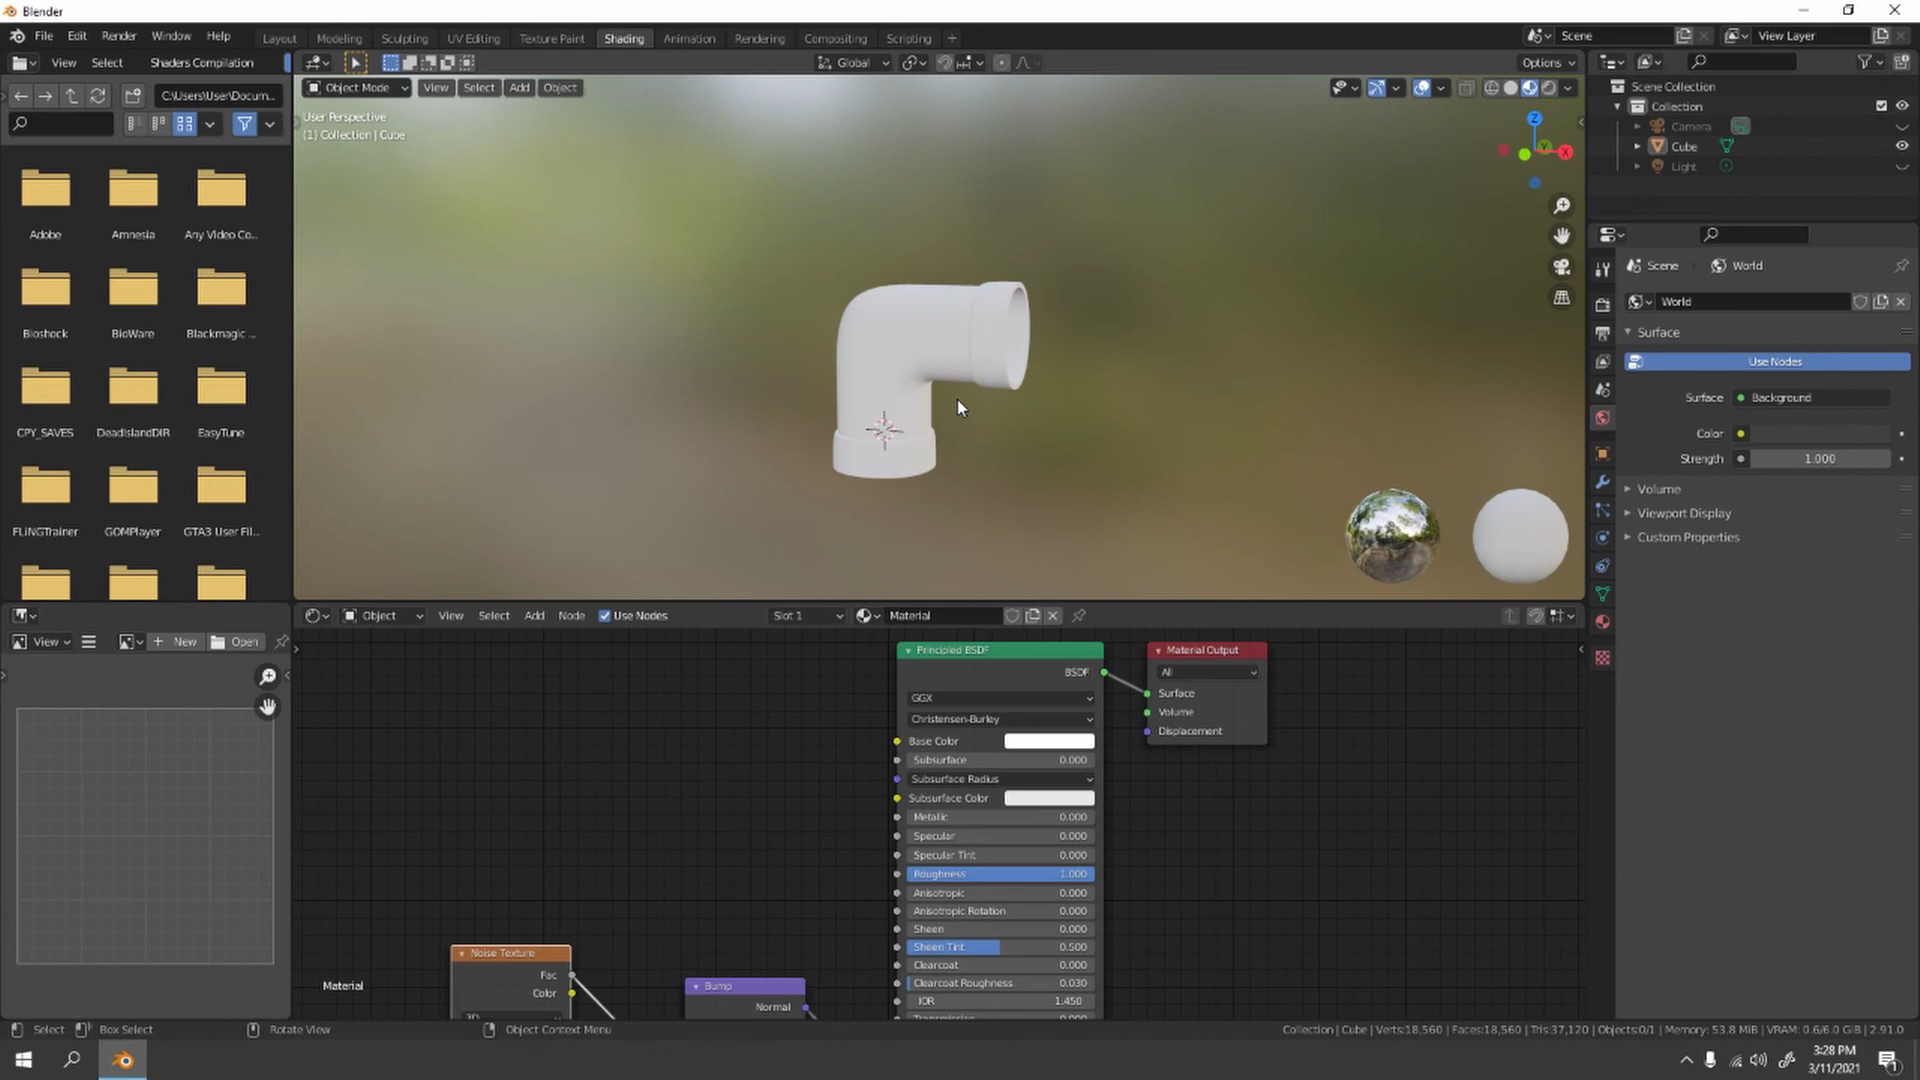 Blender
File Edit Render Window Help Layout Modeling Sculpting UV Editing Texture Paint Shading Animation Rendering Compositing Scripting + Scene View Layer
View Select Shaders Compilation Global Options
C:\Users\User\Docum... Object Mode View Select Add Object
User Perspective
(1) Collection | Cube
Z
Y
X
Scene Collection
Collection
Camera
Cube
Light
Adobe Amnesia Any Video Co...
Bioshock BioWare Blackmagic ...
CPY_SAVES DeadIslandDIR EasyTune
FLiNGTrainer GOMPlayer GTA3 User Fil...
Scene World
World
Surface
Use Nodes
Surface Background
Color
Strength 1.000
Volume
Viewport Display
Custom Properties
Object View Select Add Node Use Nodes Slot 1 Material
View New Open
Principled BSDF
BSDF
GGX
Christensen-Burley
Base Color
Subsurface 0.000
Subsurface Radius
Subsurface Color
Metallic 0.000
Specular 0.000
Specular Tint 0.000
Roughness 1.000
Anisotropic 0.000
Anisotropic Rotation 0.000
Sheen 0.000
Sheen Tint 0.500
Clearcoat 0.000
Clearcoat Roughness 0.030
IOR 1.450
Material Output
All
Surface
Volume
Displacement
Noise Texture
Fac
Color
3D
Bump
Normal
Material
Select Box Select Rotate View Object Context Menu
Collection | Cube | Verts:18,560 | Faces:18,560 | Tris:37,120 | Objects:0/1 | Memory: 53.8 MiB | VRAM: 0.6/6.0 GiB | 2.91.0
3:28 PM
3/11/2021
1